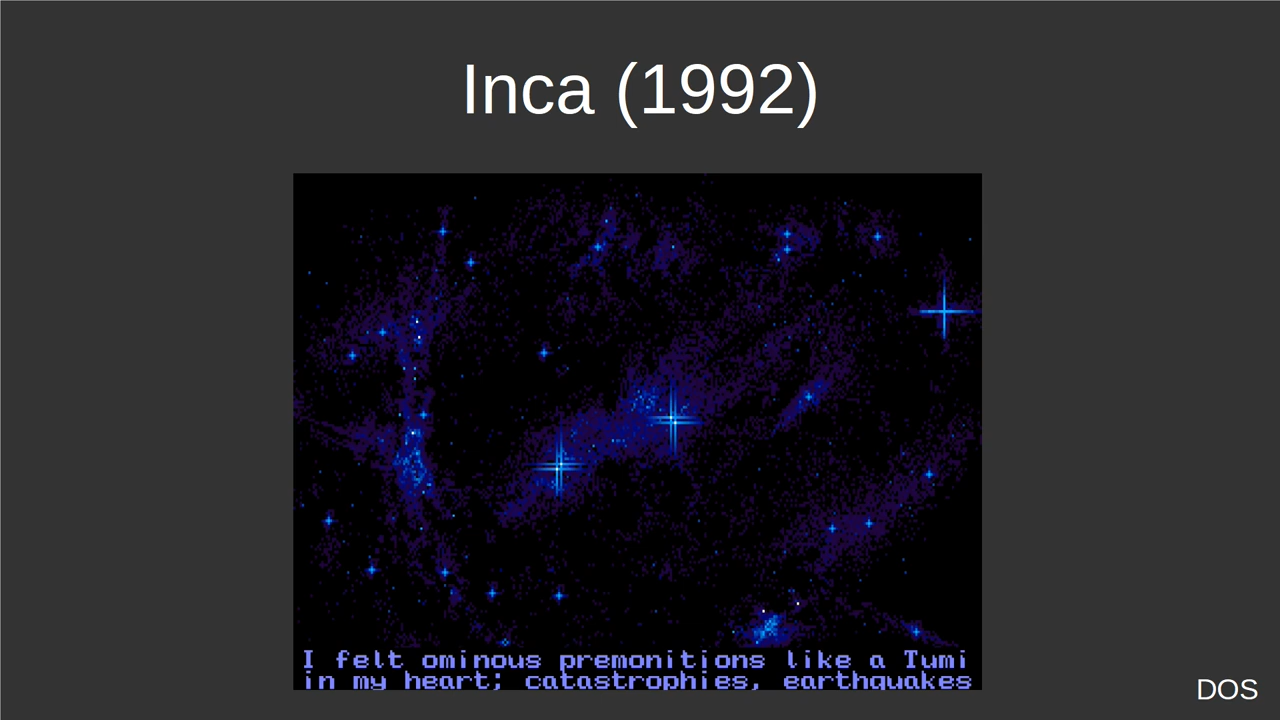 Inca (1992)
I felt ominous premonitions like a Tumi
in my heart; catastrophies, earthquakes
DOS